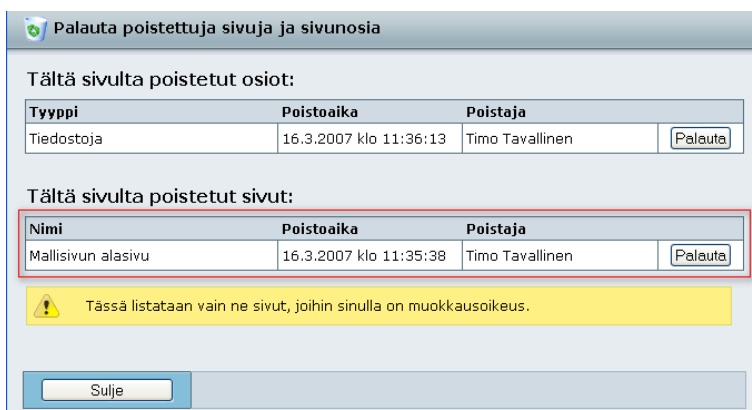 Palauta poistettuja sivuja ja sivunosia
Tältä sivulta poistetut osiot:
Tyyppi Poistoaika Poistaja
Tiedostoja 16.3.2007 klo 11:36:13 Timo Tavallinen Palauta
Tältä sivulta poistetut sivut:
Nimi Poistoaika Poistaja
Mallisivun alasivu 16.3.2007 klo 11:35:38 Timo Tavallinen Palauta
Tässä listataan vain ne sivut, joihin sinulla on muokkausoikeus.
Sulje